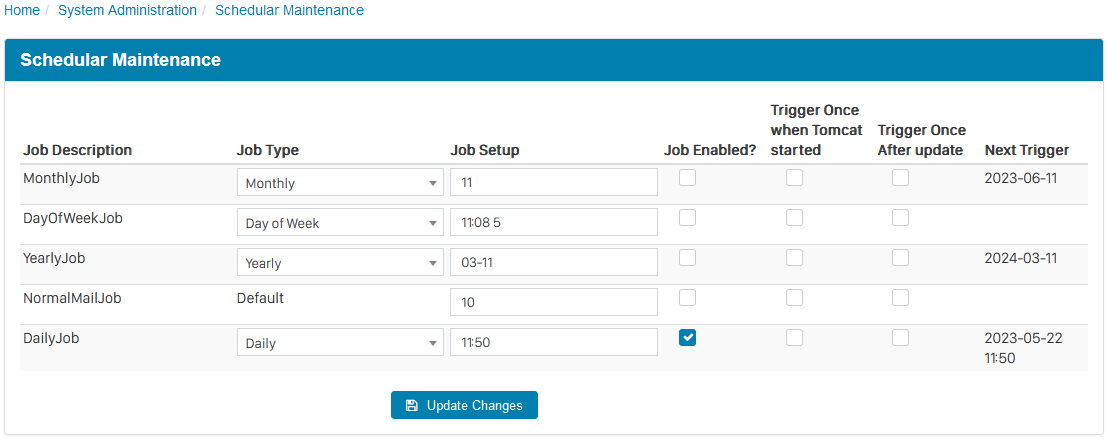 Home / System Administration / Schedular Maintenance
Schedular Maintenance
Job Description Job Type Job Setup Job Enabled? Trigger Once when Tomcat started Trigger Once After update Next Trigger
MonthlyJob Monthly 11 2023-06-11
DayOfWeekJob Day of Week 11:08 5
YearlyJob Yearly 03-11 2024-03-11
NormalMailJob Default 10
DailyJob Daily 11:50 2023-05-22
11:50
Update Changes